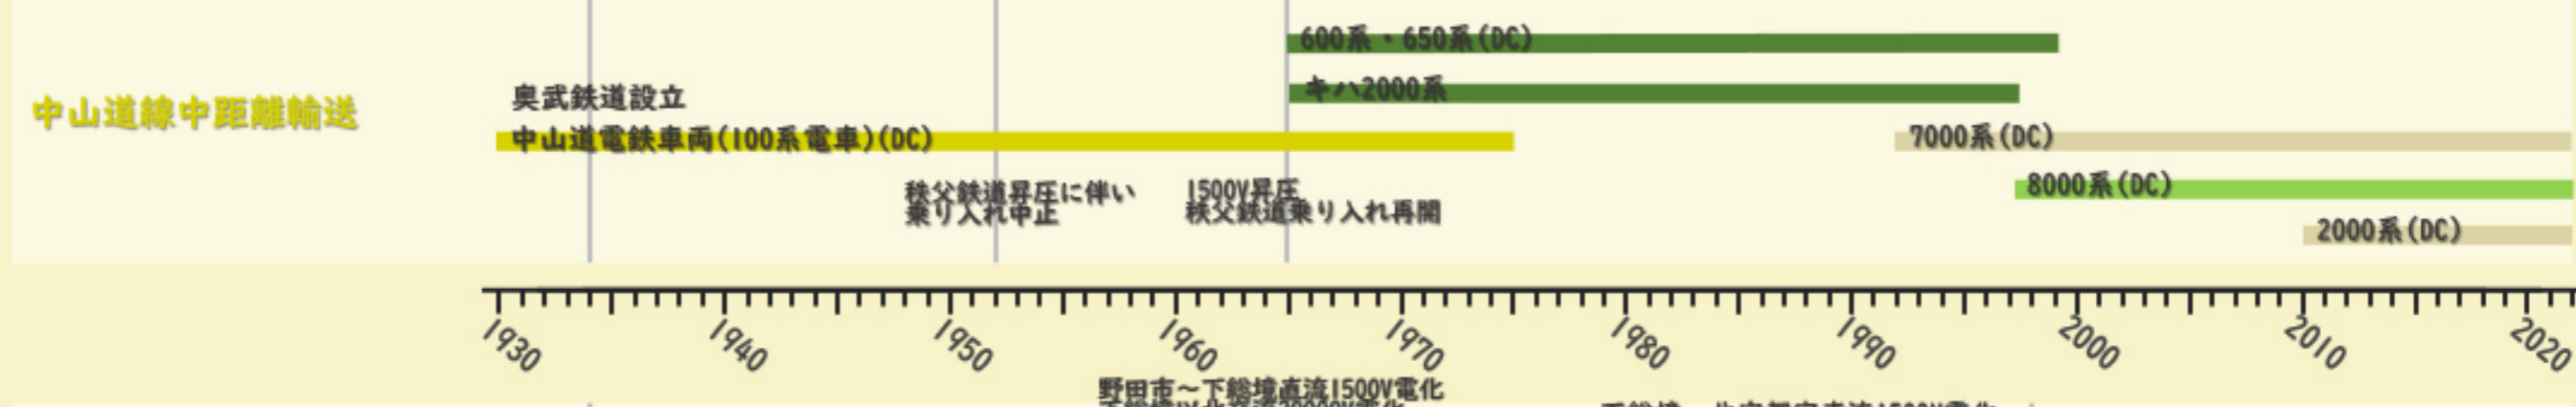 600系・650系(DC)
キハ2000系
奥武鉄道設立
中山道線中距離輸送
中山道電鉄車両(100系電車)(DC)
7000系(DC)
8000系(DC)
秩父鉄道昇圧に伴い
乗り入れ中止
1500V昇圧
秩父鉄道乗り入れ再開
2000系(DC)
1930
1940
1950
1960
1970
1980
1990
2000
2010
2020
野田市～下総境直流1500V電化